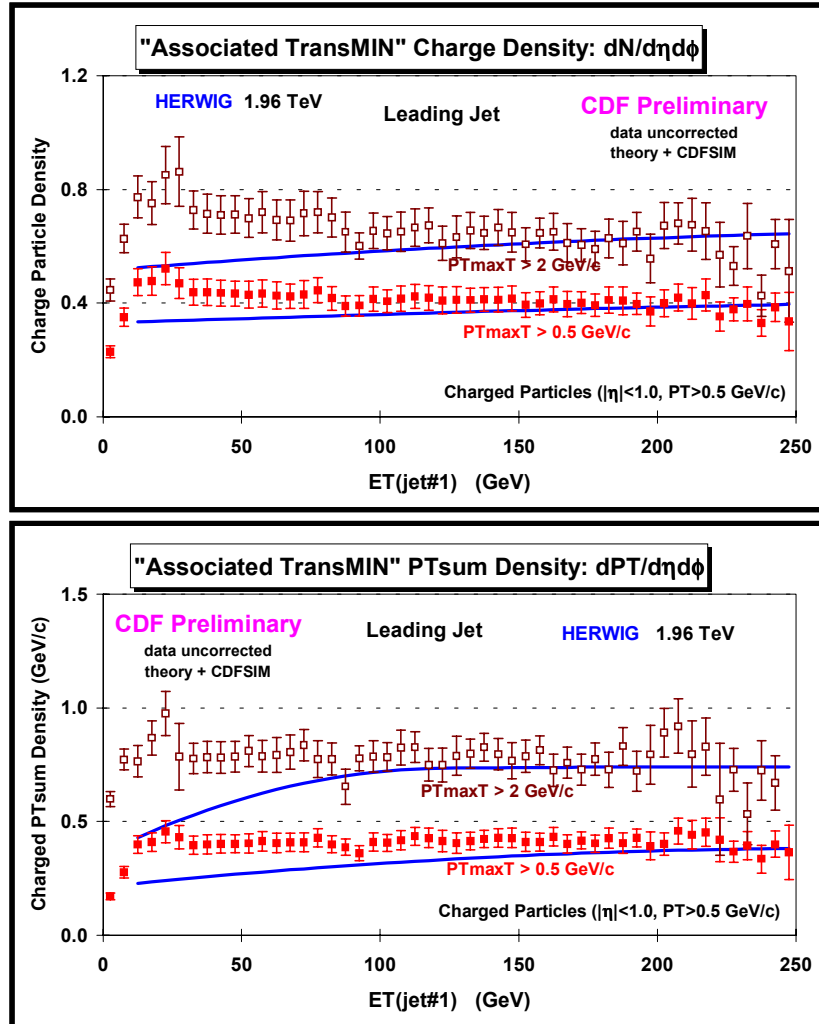 "Associated TransMIN" Charge Density: dN/dηdϕ
1.2
HERWIG 1.96 TeV
Leading Jet
CDF Preliminary
data uncorrected
theory + CDFSIM
Charge Particle Density
0.8
PTmaxT > 2 GeV/c
0.4
PTmaxT > 0.5 GeV/c
Charged Particles (|η|<1.0, PT>0.5 GeV/c)
0.0
0 50 100 150 200 250
ET(jet#1) (GeV)
"Associated TransMIN" PTsum Density: dPT/dηdϕ
1.5
CDF Preliminary
data uncorrected
theory + CDFSIM
Leading Jet
HERWIG 1.96 TeV
Charged PTsum Density (GeV/c)
1.0
PTmaxT > 2 GeV/c
0.5
PTmaxT > 0.5 GeV/c
Charged Particles (|η|<1.0, PT>0.5 GeV/c)
0.0
0 50 100 150 200 250
ET(jet#1) (GeV)